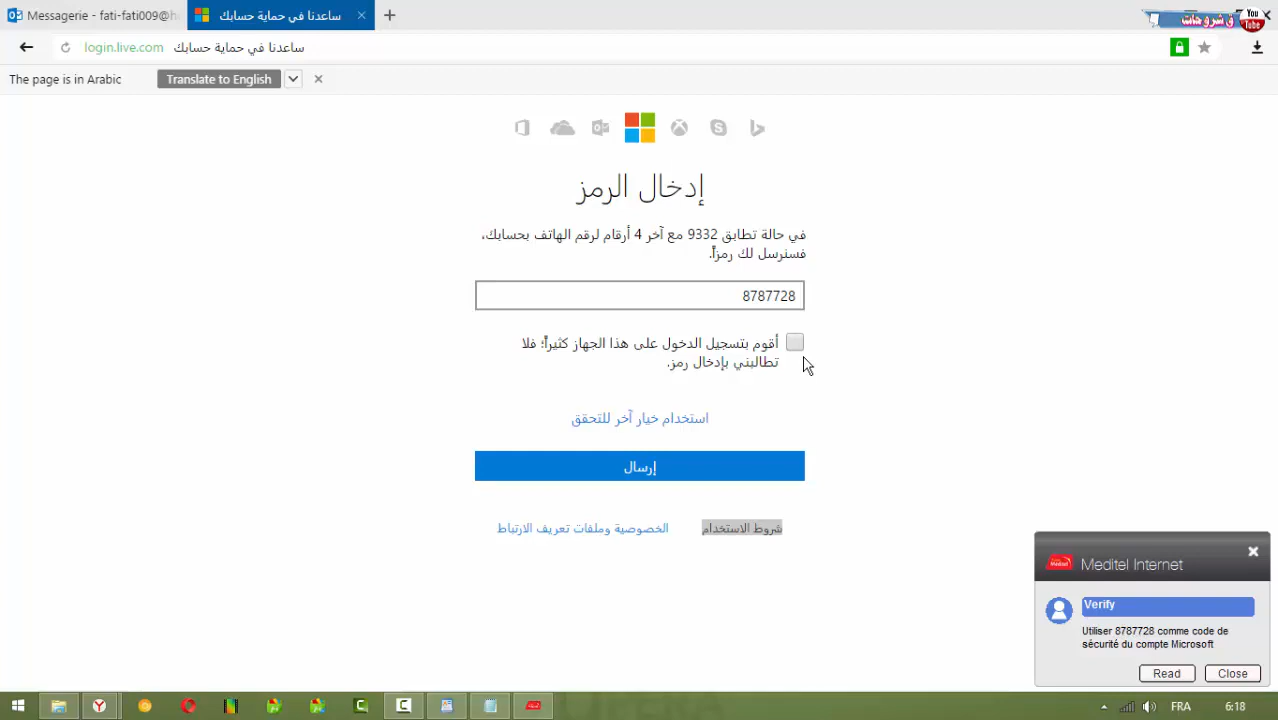 Messagerie - fati-fati009@h
ساعدنا في حماية حسابك
ق شروحات
You
Tube
login.live.com ساعدنا في حماية حسابك
The page is in Arabic
Translate to English
إدخال الرمز
في حالة تطابق 9332 مع آخر 4 أرقام لرقم الهاتف بحسابك،
فسنرسل لك رمزاً.
8787728
أقوم بتسجيل الدخول على هذا الجهاز كثيراً؛ فلا
تطالبني بإدخال رمز.
استخدام خيار آخر للتحقق
إرسال
شروط الاستخدام
الخصوصية وملفات تعريف الارتباط
Meditel Internet
Verify
Utiliser 8787728 comme code de
sécurité du compte Microsoft
Read
Close
FRA
6:18